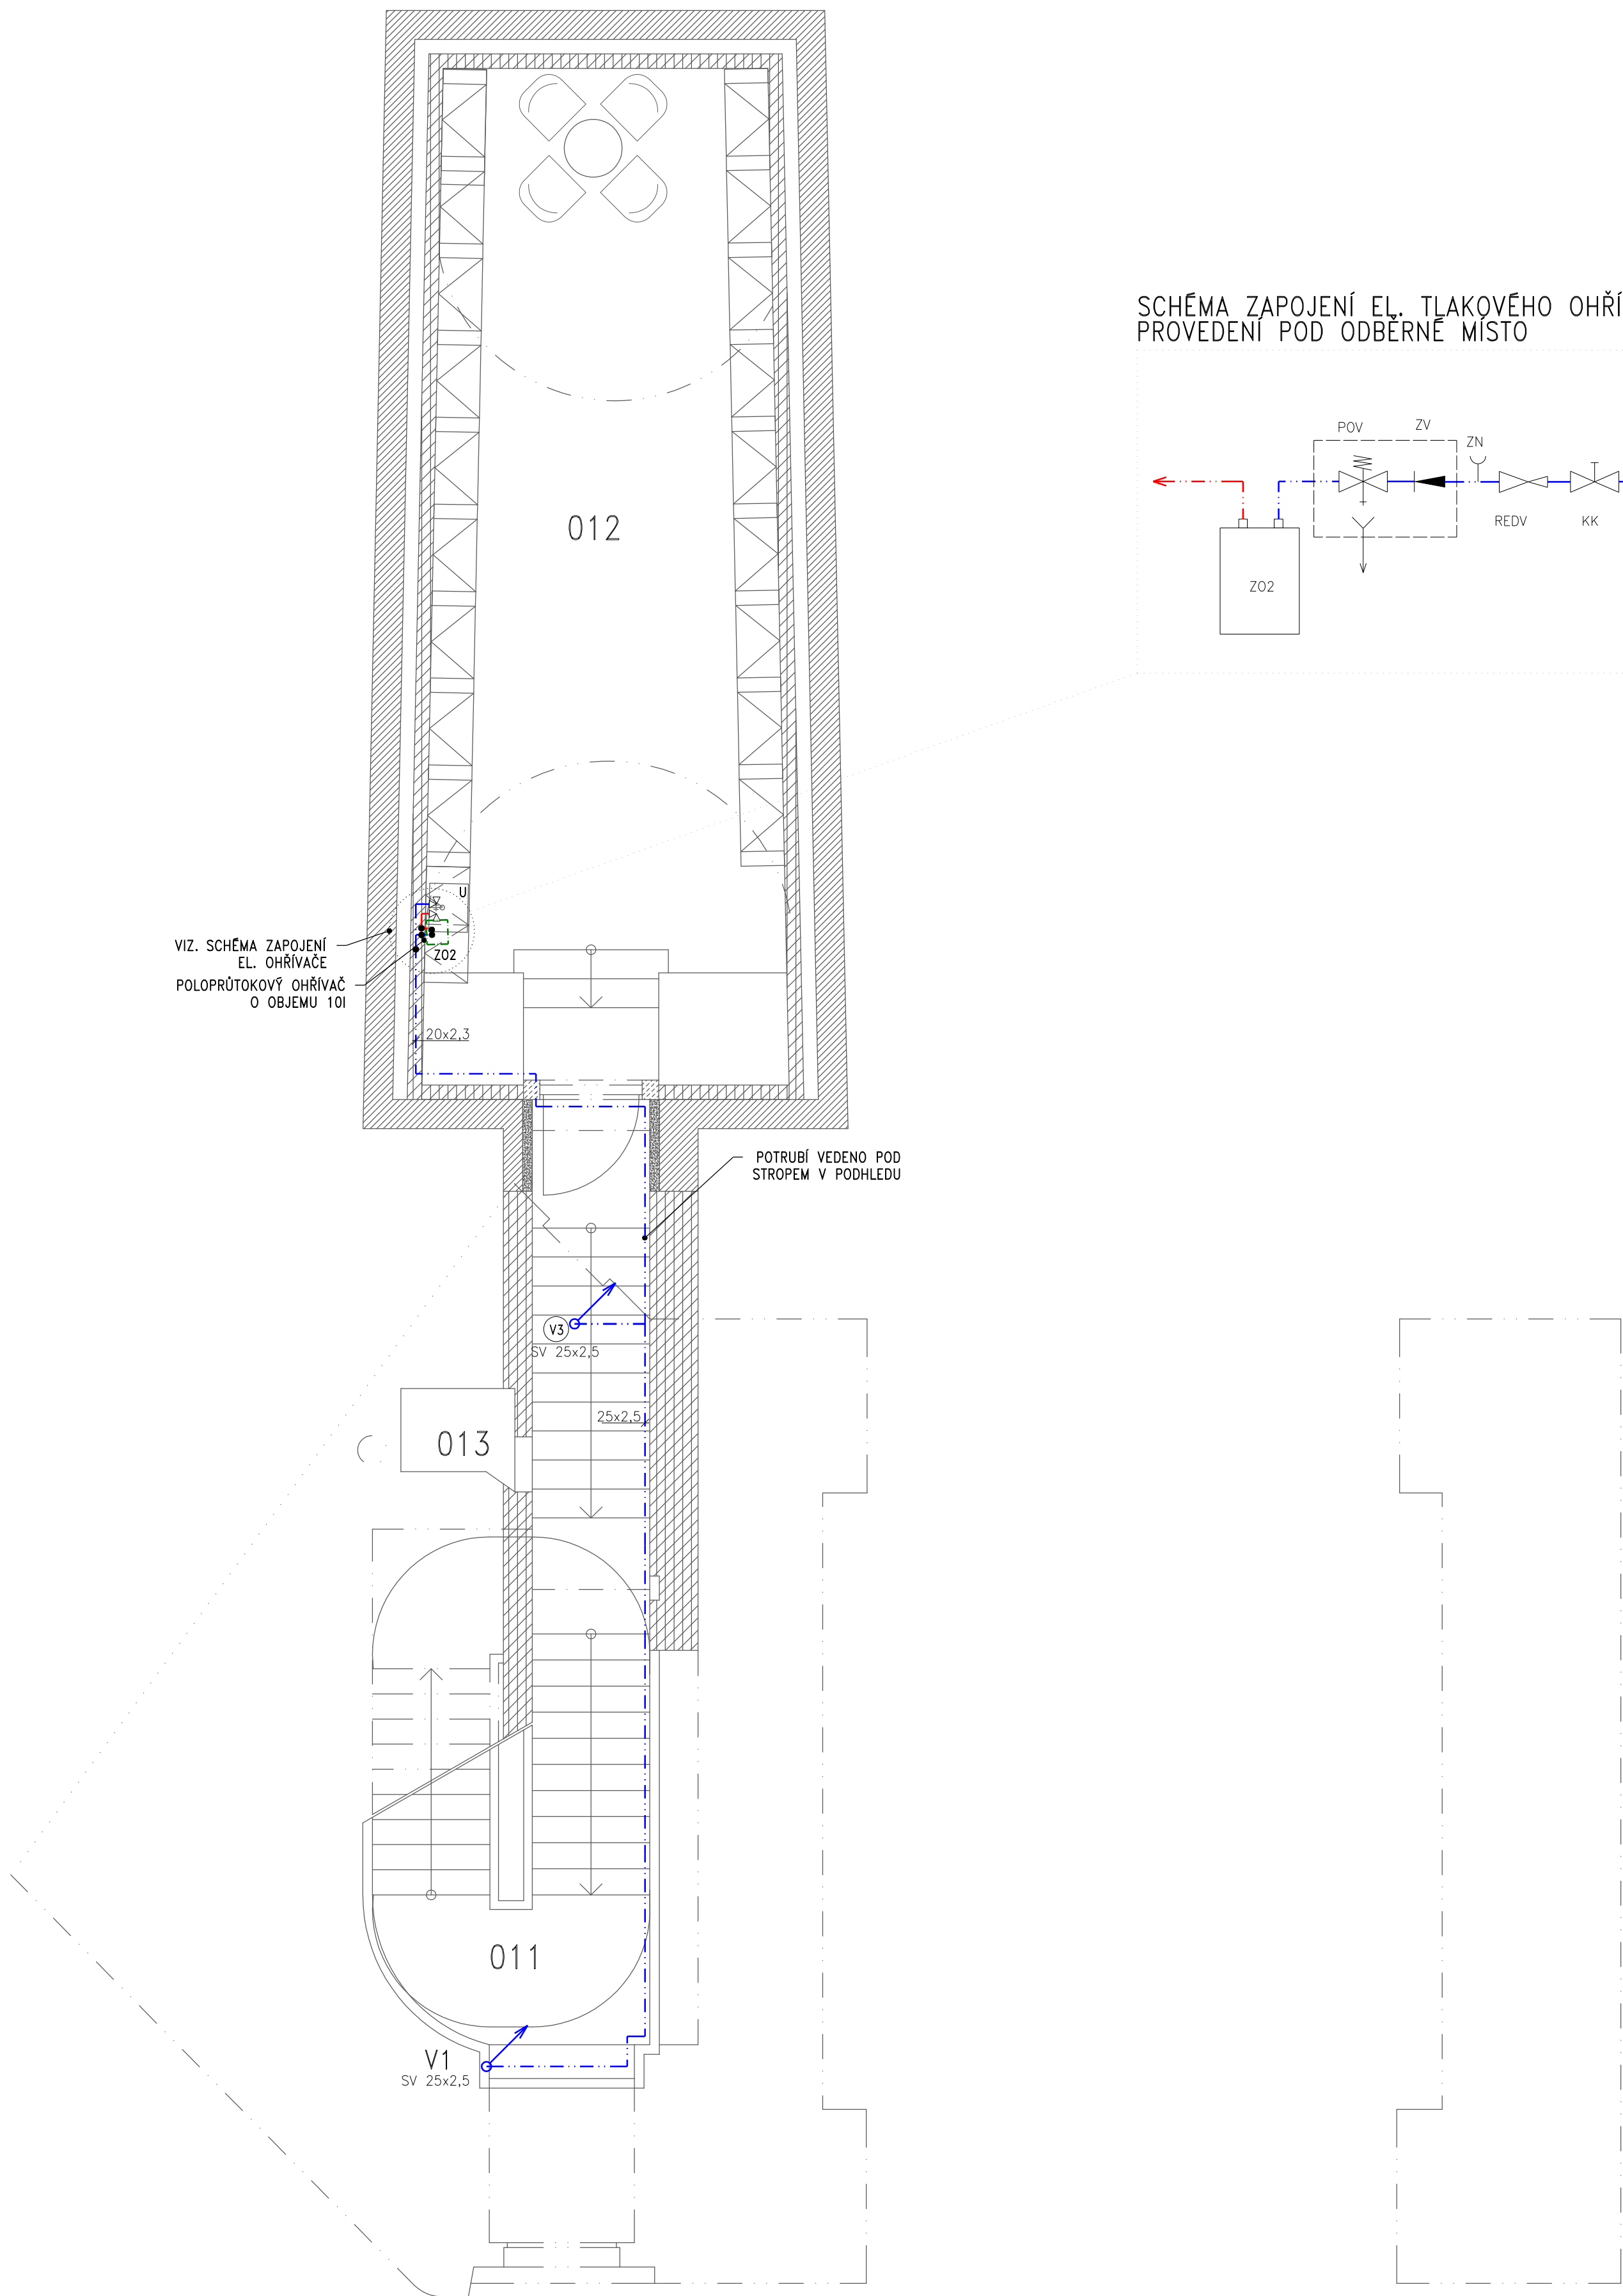 SCHÉMA ZAPOJENÍ EL. TLAKOVÉHO OHŘÍ
PROVEDENÍ POD ODBĚRNÉ MÍSTO
POV
ZV
ZN
REDV
KK
ZO2
012
U
ZO2
VIZ. SCHÉMA ZAPOJENÍ
EL. OHŘÍVAČE
POLOPRŮTOKOVÝ OHŘÍVAČ
O OBJEMU 10l
20x2,3
POTRUBÍ VEDENO POD
STROPEM V PODHLEDU
V3
SV 25x2,5
25x2,5
013
011
V1
SV 25x2,5